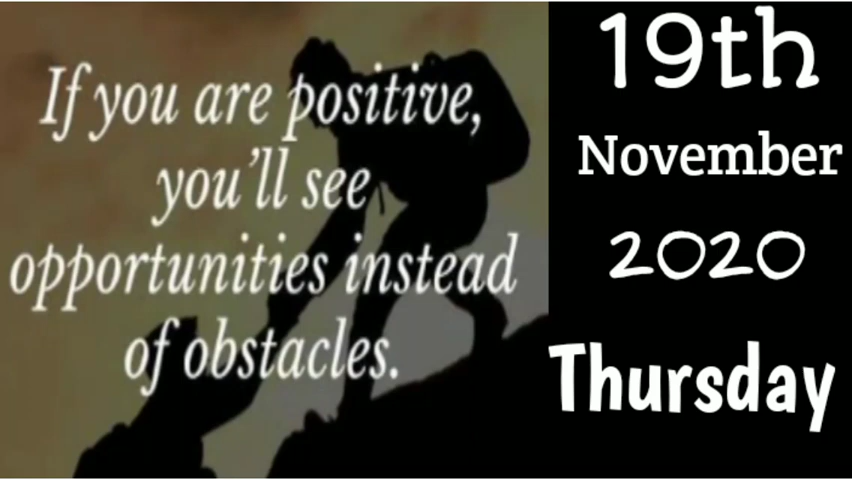 If you are positive,
you'll see
opportunities instead
of obstacles.
19th
November
2020
Thursday